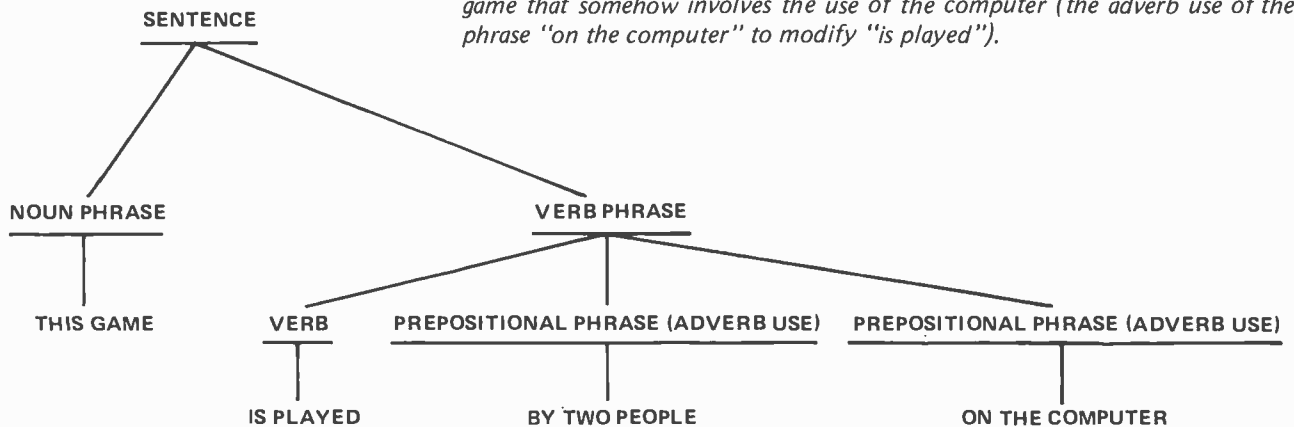 game that somehow involves the use of the computer (the adverb use of the
phrase "on the computer" to modify "is played").
SENTENCE
NOUN PHRASE VERB PHRASE
THIS GAME VERB PREPOSITIONAL PHRASE (ADVERB USE) PREPOSITIONAL PHRASE (ADVERB USE)
IS PLAYED BY TWO PEOPLE ON THE COMPUTER